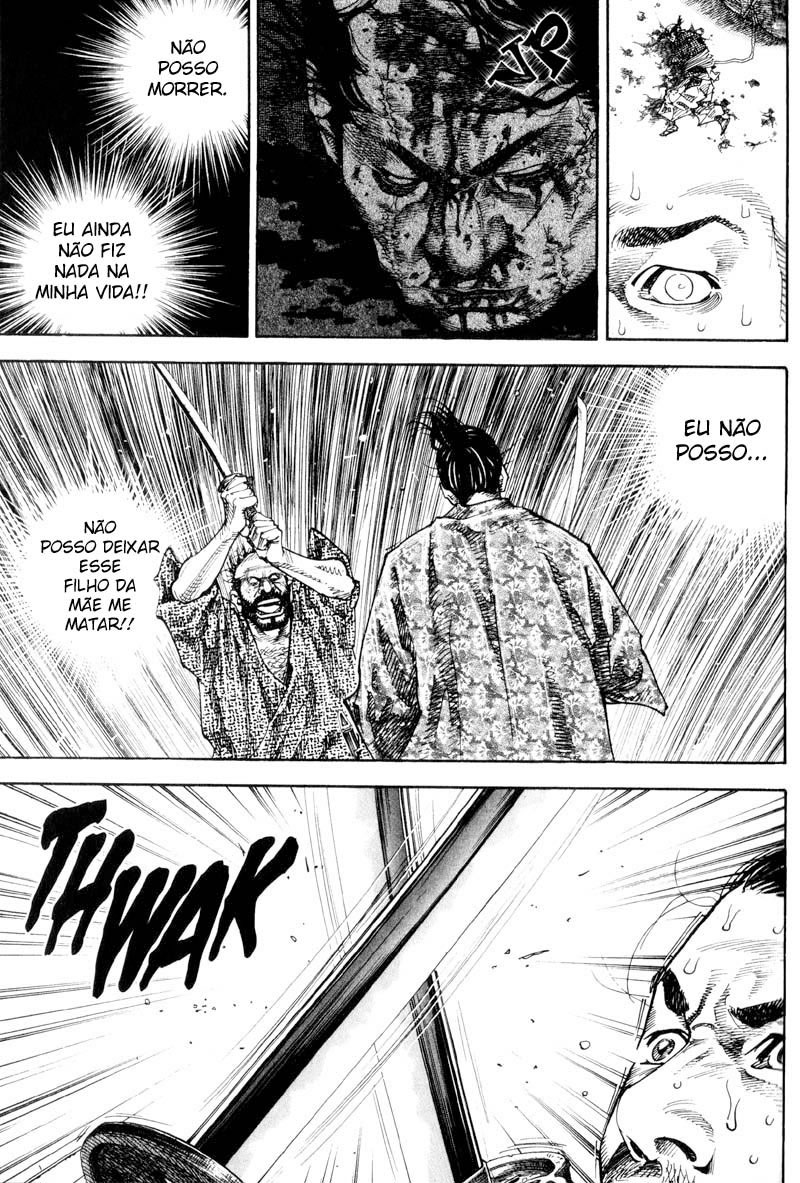 VP
NÃO
POSSO
MORRER.
EU AINDA
NÃO FIZ
NADA NA
MINHA VIDA!!
EU NÃO
POSSO...
NÃO
POSSO DEIXAR
ESSE
FILHO DA
MÃE ME
MATAR!!
THWAK